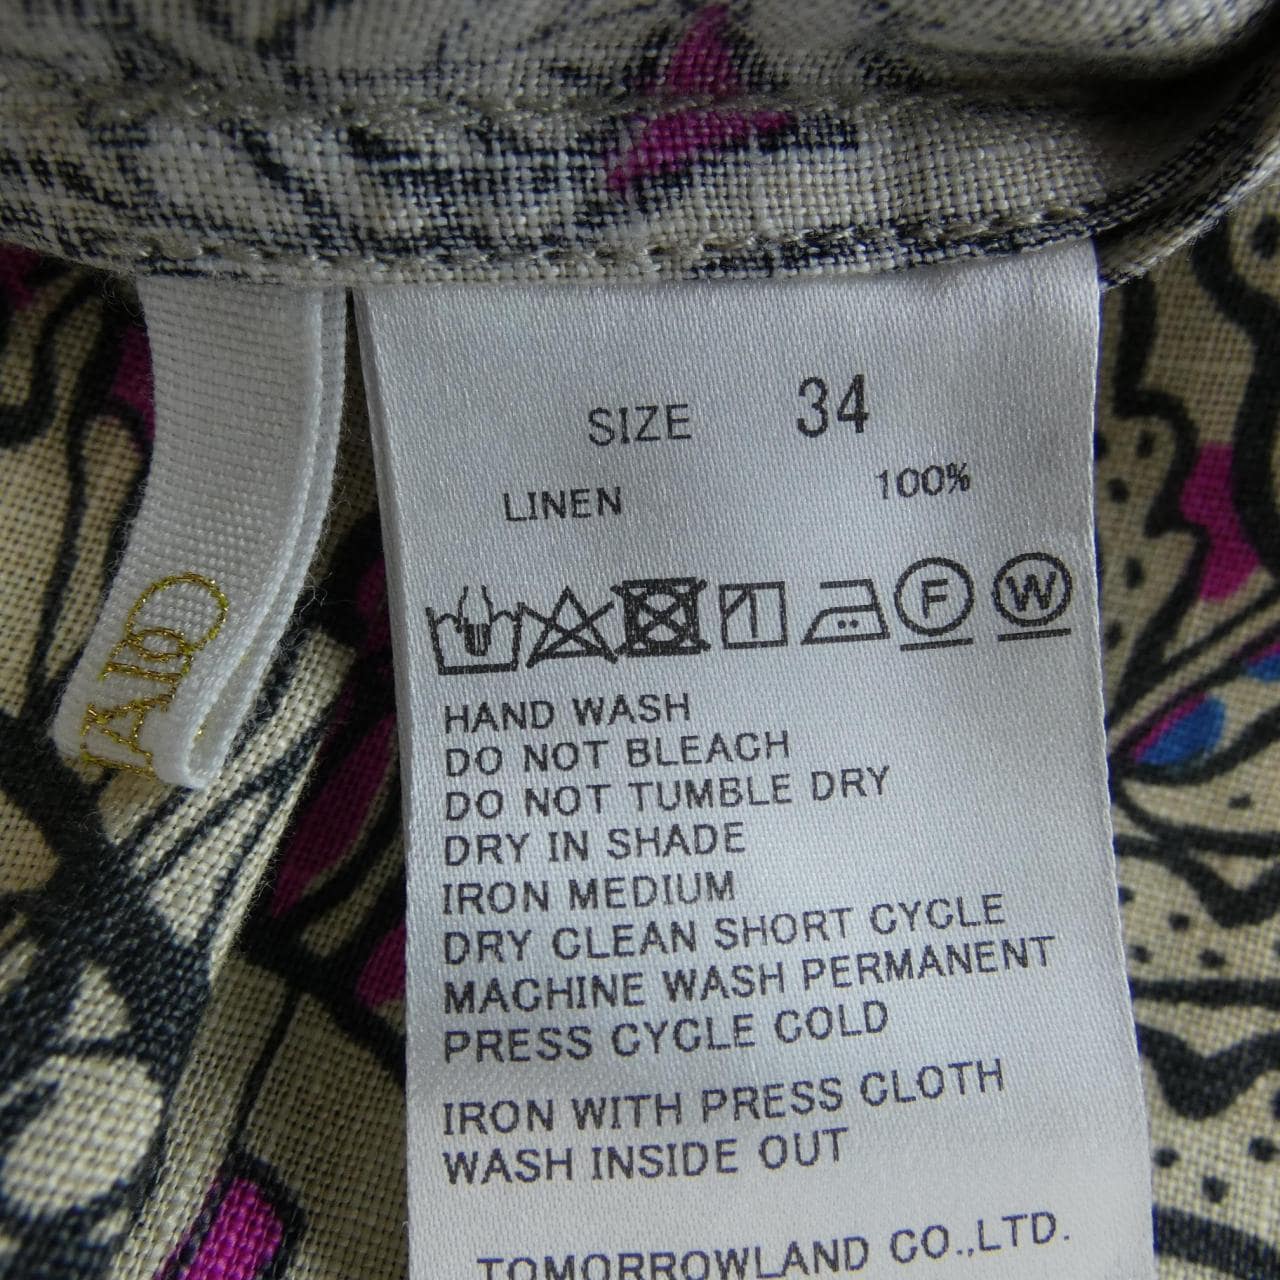 SIZE 34
LINEN 100%
F W
HAND WASH
DO NOT BLEACH
DO NOT TUMBLE DRY
DRY IN SHADE
IRON MEDIUM
DRY CLEAN SHORT CYCLE
MACHINE WASH PERMANENT
PRESS CYCLE COLD
IRON WITH PRESS CLOTH
WASH INSIDE OUT
TOMORROWLAND CO.,LTD.